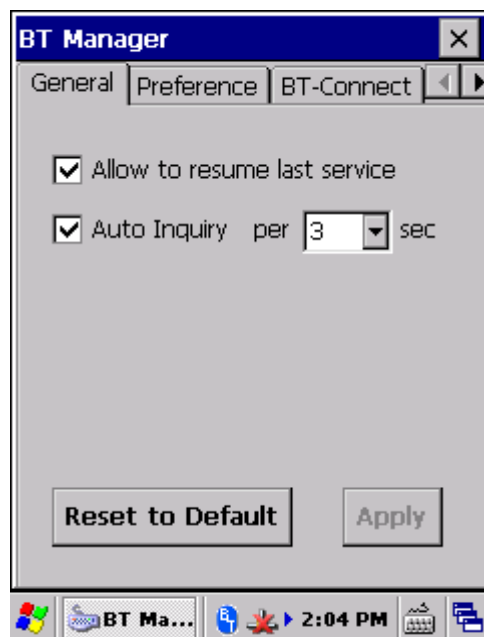 BT Manager
General Preference BT-Connect
Allow to resume last service
Auto Inquiry per 3 sec
Reset to Default Apply
BT Ma... 2:04 PM